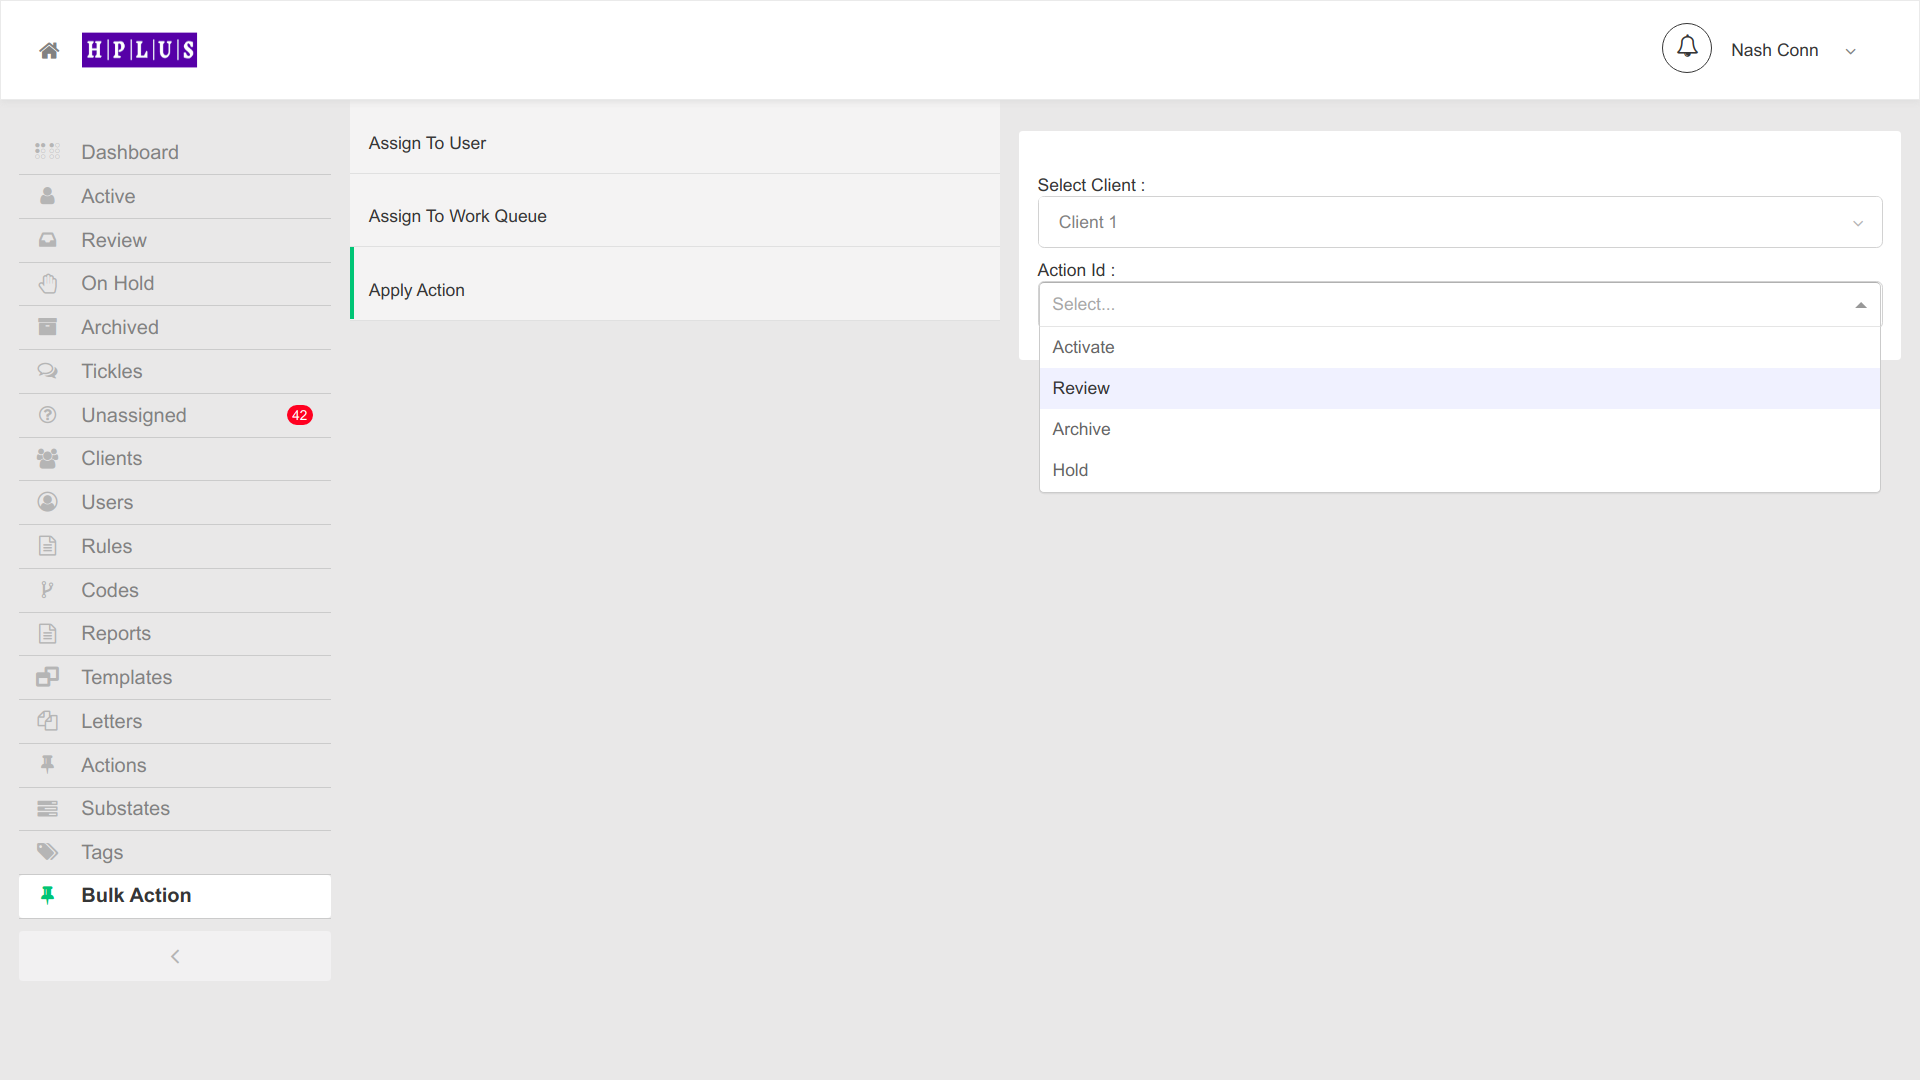 H|P|L|U|S
Nash Conn
Dashboard
Active
Review
On Hold
Archived
Tickles
Unassigned 42
Clients
Users
Rules
Codes
Reports
Templates
Letters
Actions
Substates
Tags
Bulk Action
Assign To User
Assign To Work Queue
Apply Action
Select Client :
Client 1
Action Id :
Select...
Activate
Review
Archive
Hold